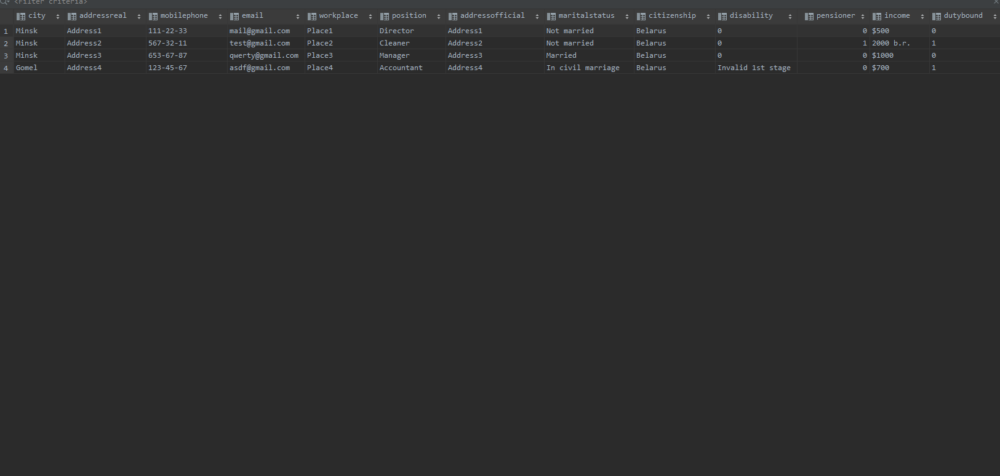 <Filter criteria>
city addressreal mobilephone email workplace position addressofficial maritalstatus citizenship disability pensioner income dutybound
1 Minsk Address1 111-22-33 mail@gmail.com Place1 Director Address1 Not married Belarus 0 0 $500 0
2 Minsk Address2 567-32-11 test@gmail.com Place2 Cleaner Address2 Not married Belarus 0 1 2000 b.r. 1
3 Minsk Address3 653-67-87 qwerty@gmail.com Place3 Manager Address3 Married Belarus 0 0 $1000 0
4 Gomel Address4 123-45-67 asdf@gmail.com Place4 Accountant Address4 In civil marriage Belarus Invalid 1st stage 0 $700 1